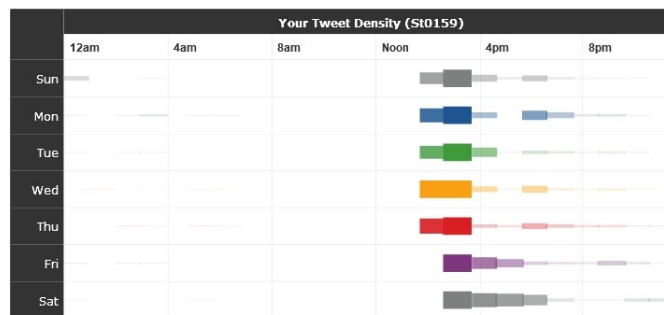 Your Tweet Density (St0159)
12am 4am 8am Noon 4pm 8pm
Sun
Mon
Tue
Wed
Thu
Fri
Sat